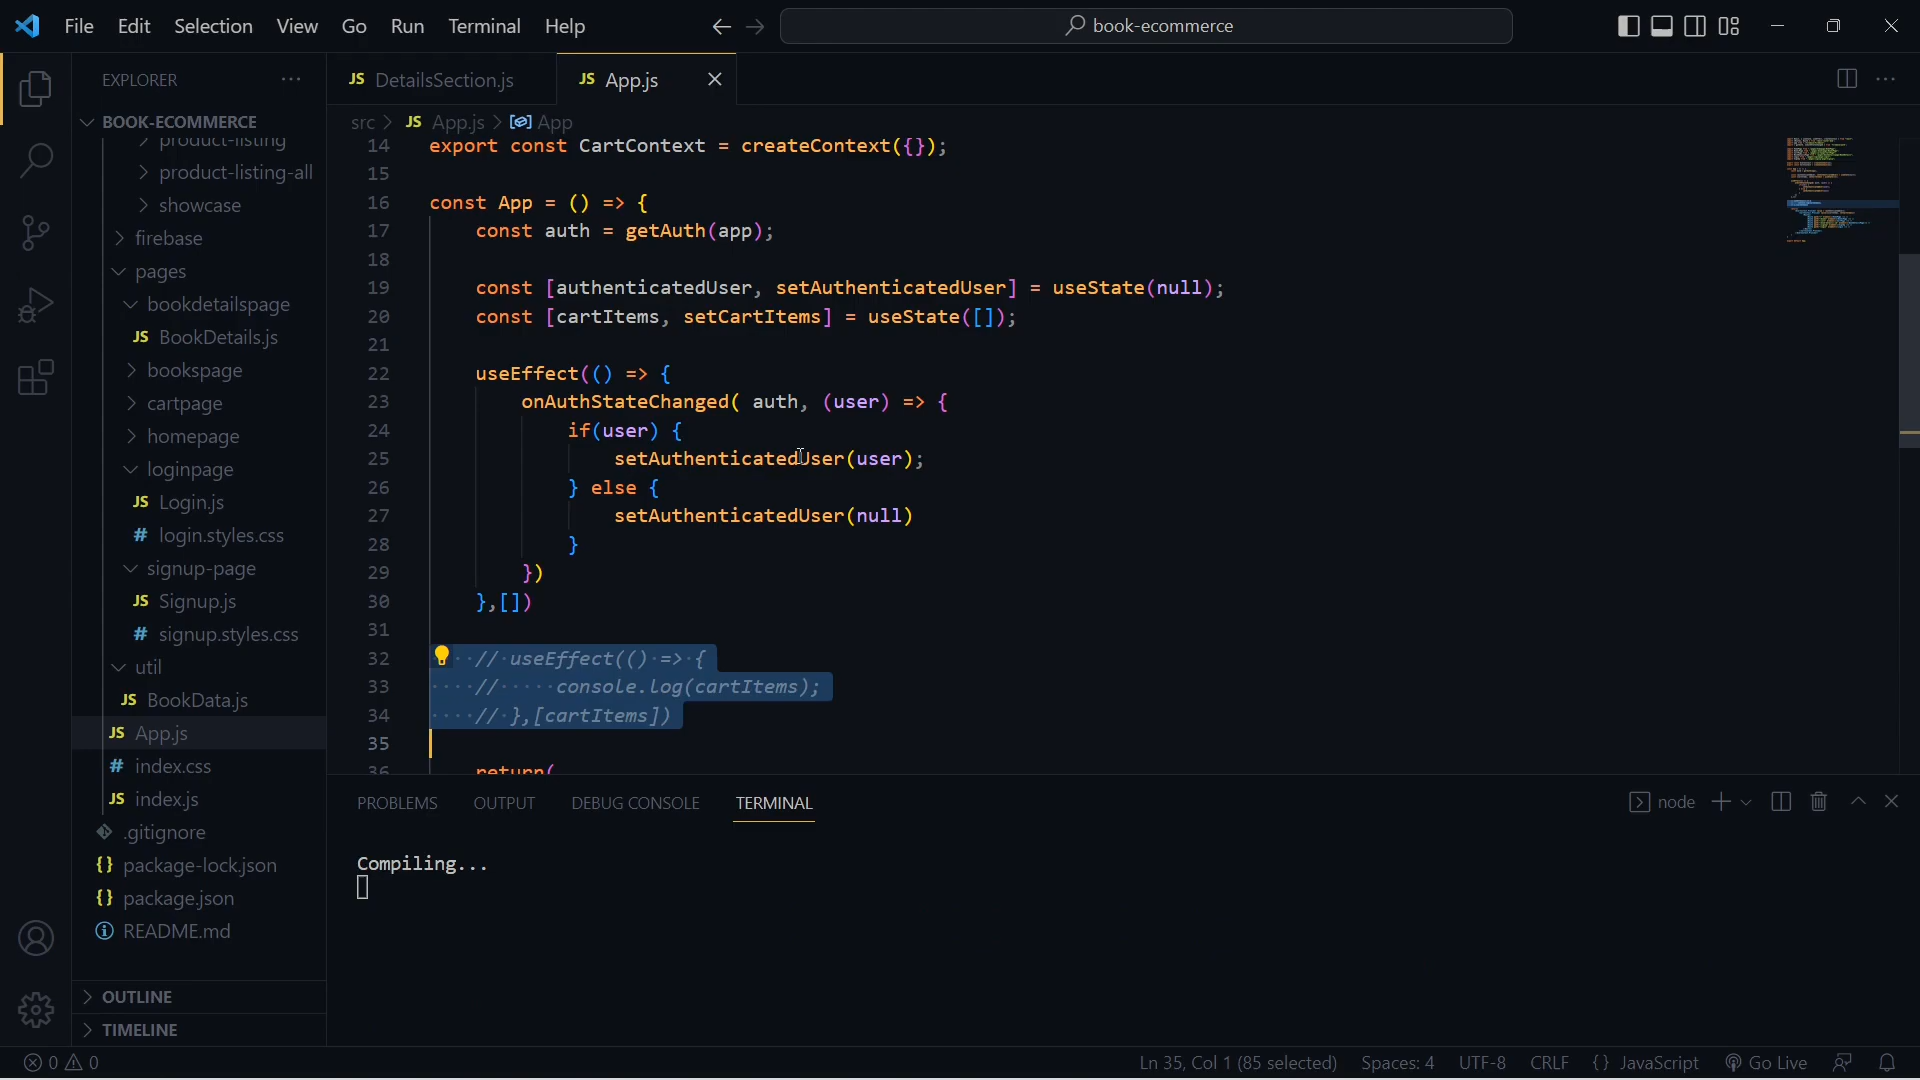 File Edit Selection View Go Run Terminal Help
book-ecommerce
EXPLORER
BOOK-ECOMMERCE
product-listing
product-listing-all
showcase
firebase
pages
bookdetailspage
JS BookDetails.js
bookspage
cartpage
homepage
loginpage
JS Login.js
# login.styles.css
signup-page
JS Signup.js
# signup.styles.css
util
JS BookData.js
JS App.js
# index.css
JS index.js
.gitignore
{} package-lock.json
{} package.json
README.md
OUTLINE
TIMELINE
JS DetailsSection.js
JS App.js
src > JS App.js > App
14 export const CartContext = createContext({});
15
16 const App = () => {
17 const auth = getAuth(app);
18
19 const [authenticatedUser, setAuthenticatedUser] = useState(null);
20 const [cartItems, setCartItems] = useState([]);
21
22 useEffect(() => {
23 onAuthStateChanged( auth, (user) => {
24 if(user) {
25 setAuthenticatedUser(user);
26 } else {
27 setAuthenticatedUser(null)
28 }
29 })
30 },[])
31
32 // useEffect(() => {
33 // console.log(cartItems);
34 // },[cartItems])
35
36 return(
PROBLEMS OUTPUT DEBUG CONSOLE TERMINAL
node
Compiling...
0 0
Ln 35, Col 1 (85 selected) Spaces: 4 UTF-8 CRLF {} JavaScript Go Live